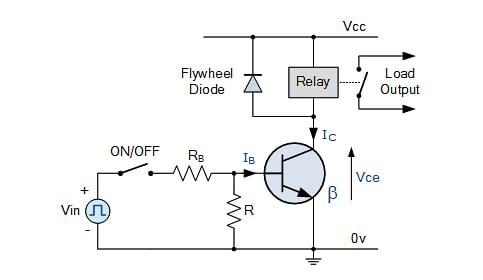 Vcc
Flywheel
Diode
Relay
Load
Output
I_C
ON/OFF
R_B
I_B
Vce
β
+
Vin
-
R
0v